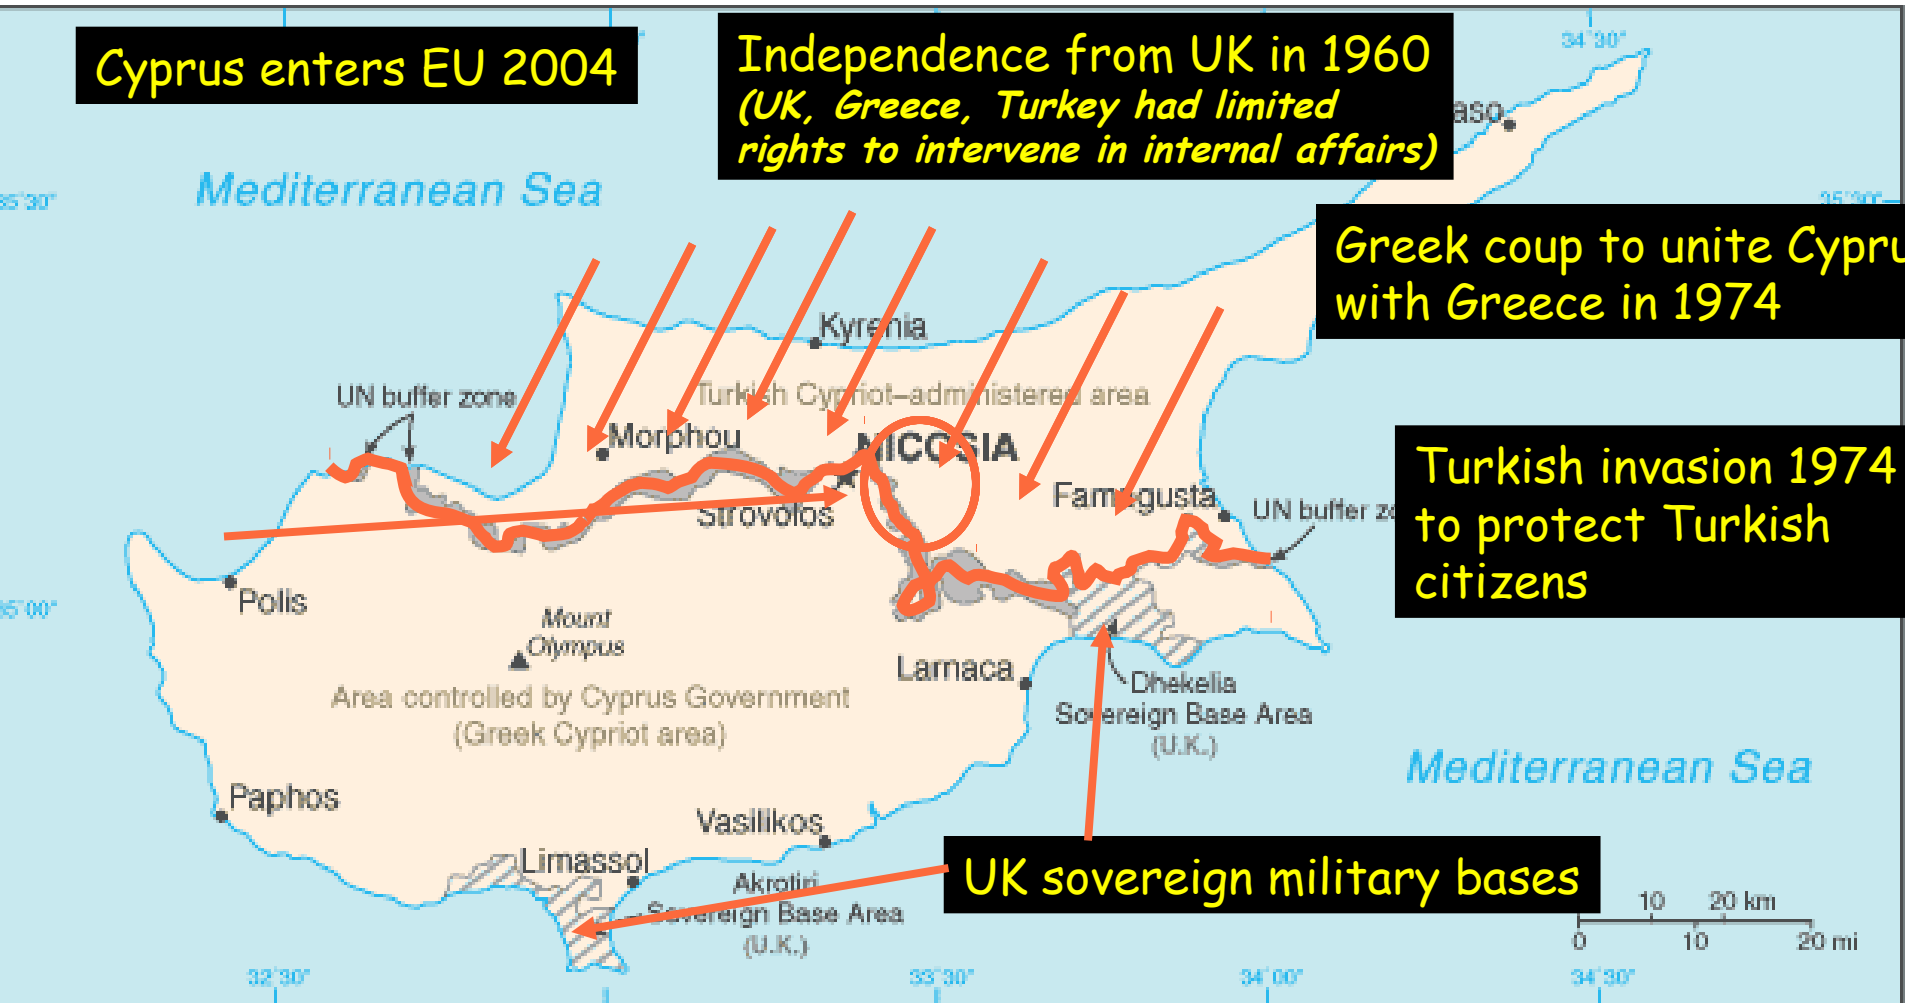 Cyprus enters EU 2004
Independence from UK in 1960
(UK, Greece, Turkey had limited
rights to intervene in internal affairs)
34°30'
aso
Mediterranean Sea
35°30'
35°30'
Greek coup to unite Cypru
with Greece in 1974
Kyrenia
UN buffer zone
Turkish Cypriot–administered area
Morphou
NICOSIA
Strovolos
Famagusta
UN buffer zo
Turkish invasion 1974
to protect Turkish
citizens
Polis
35°00'
Mount
Olympus
Larnaca
Area controlled by Cyprus Government
(Greek Cypriot area)
Dhekelia
Sovereign Base Area
(U.K.)
Mediterranean Sea
Paphos
Vasilikos
Limassol
Akrotiri
Sovereign Base Area
(U.K.)
UK sovereign military bases
10 20 km
0 10 20 mi
32°30'
33°30'
34°00'
34°30'